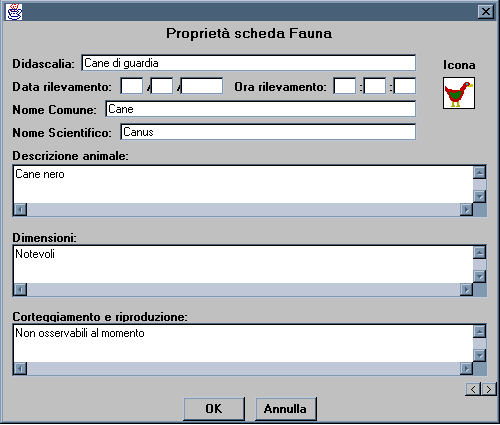 Proprietà scheda Fauna
Didascalia: Cane di guardia
Icona
Data rilevamento: / / Ora rilevamento: : :
Nome Comune: Cane
Nome Scientifico: Canus
Descrizione animale:
Cane nero
Dimensioni:
Notevoli
Corteggiamento e riproduzione:
Non osservabili al momento
OK Annulla